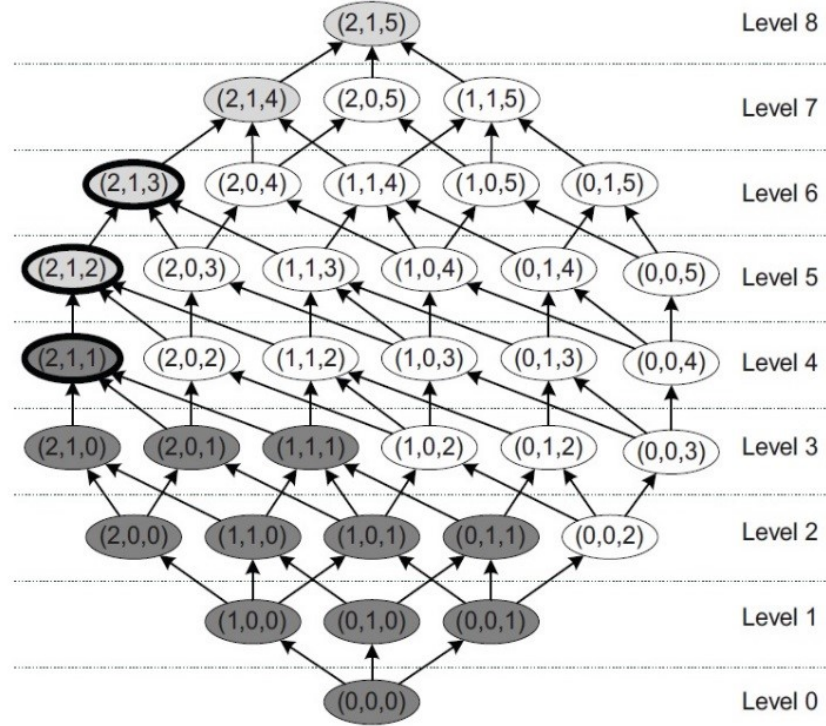 (2,1,5) Level 8
(2,1,4) (2,0,5) (1,1,5) Level 7
(2,1,3) (2,0,4) (1,1,4) (1,0,5) (0,1,5) Level 6
(2,1,2) (2,0,3) (1,1,3) (1,0,4) (0,1,4) (0,0,5) Level 5
(2,1,1) (2,0,2) (1,1,2) (1,0,3) (0,1,3) (0,0,4) Level 4
(2,1,0) (2,0,1) (1,1,1) (1,0,2) (0,1,2) (0,0,3) Level 3
(2,0,0) (1,1,0) (1,0,1) (0,1,1) (0,0,2) Level 2
(1,0,0) (0,1,0) (0,0,1) Level 1
(0,0,0) Level 0